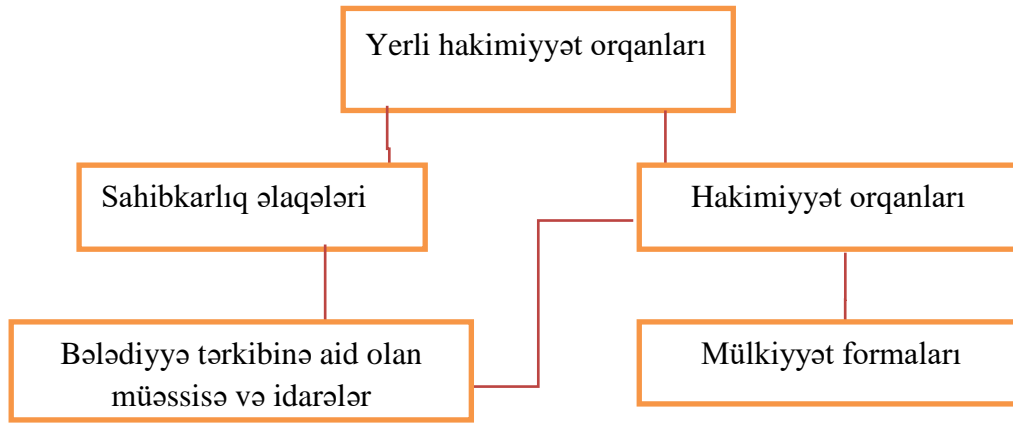 Yerli hakimiyyət orqanları
Sahibkarlıq əlaqələri
Hakimiyyət orqanları
Bələdiyyə tərkibinə aid olan
müəssisə və idarələr
Mülkiyyət formaları